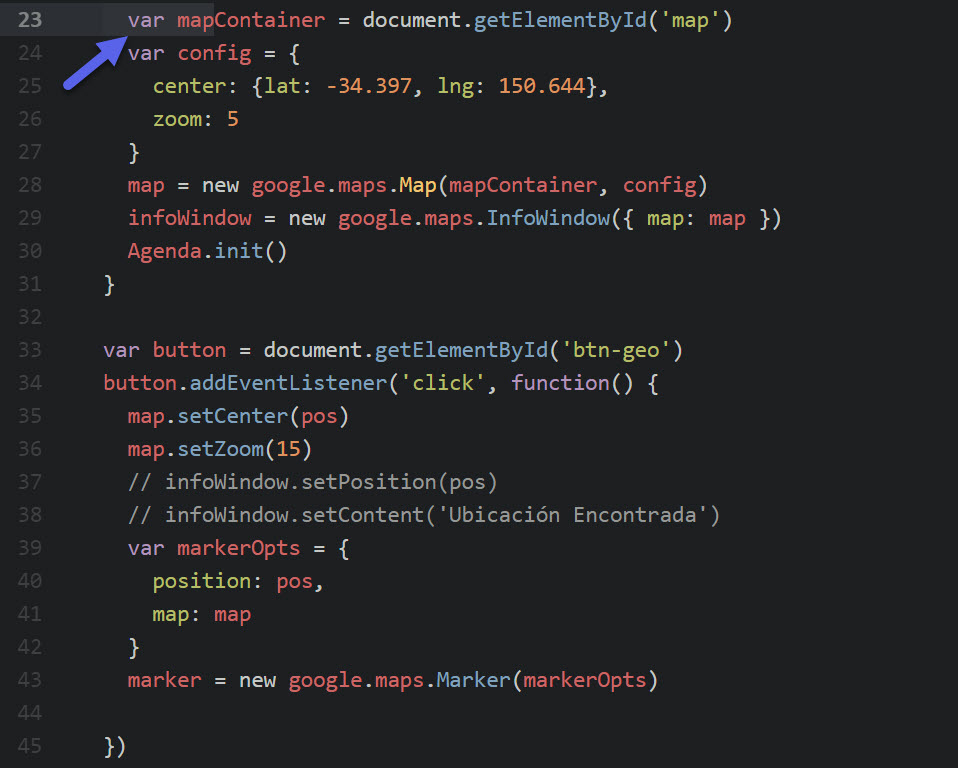 23 var mapContainer = document.getElementById('map')
24 var config = {
25 center: {lat: -34.397, lng: 150.644},
26 zoom: 5
27 }
28 map = new google.maps.Map(mapContainer, config)
29 infoWindow = new google.maps.InfoWindow({ map: map })
30 Agenda.init()
31 }
32
33 var button = document.getElementById('btn-geo')
34 button.addEventListener('click', function() {
35 map.setCenter(pos)
36 map.setZoom(15)
37 // infoWindow.setPosition(pos)
38 // infoWindow.setContent('Ubicación Encontrada')
39 var markerOpts = {
40 position: pos,
41 map: map
42 }
43 marker = new google.maps.Marker(markerOpts)
44
45 })